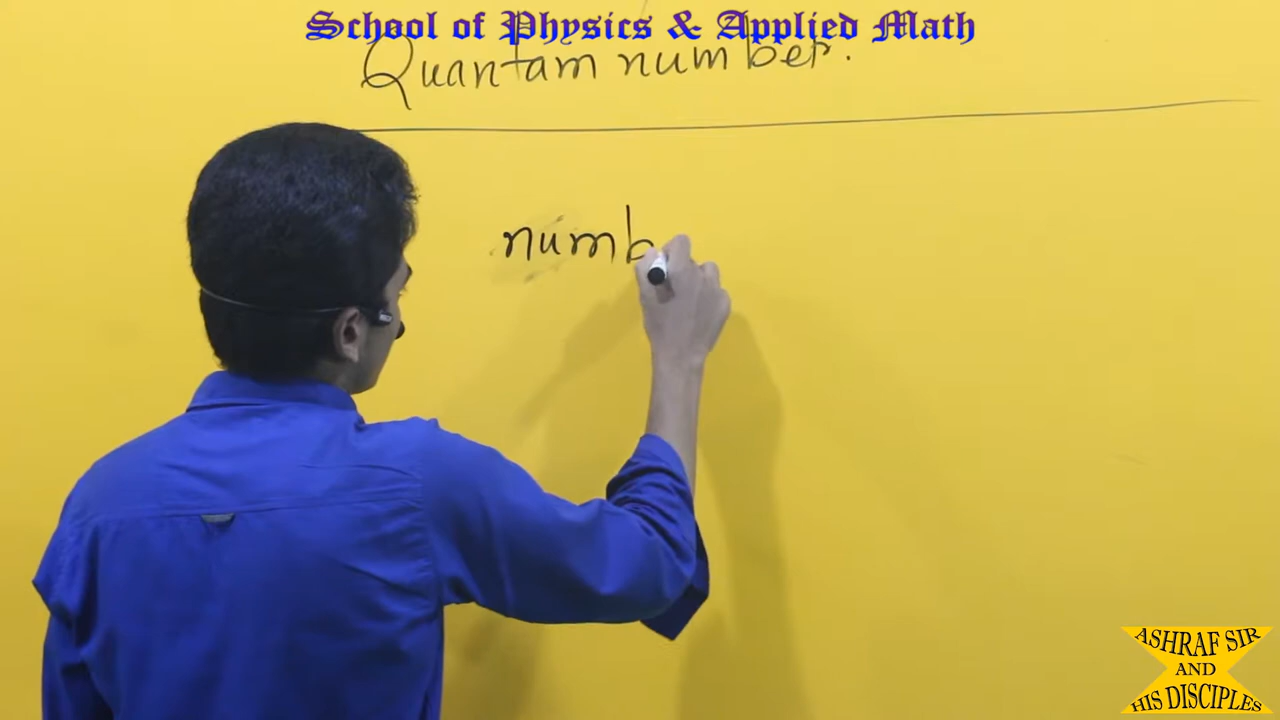 School of Physics & Applied Math
Quantam number.
numb
ASHRAF SIR
AND
HIS DISCIPLES